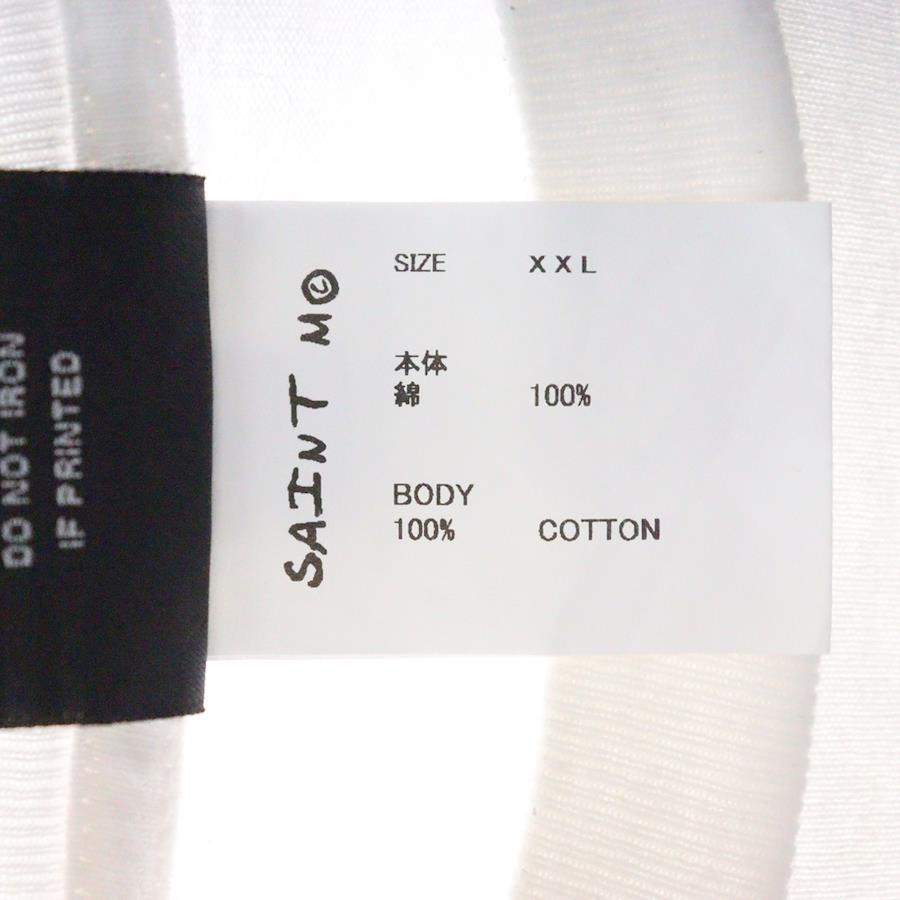 DO NOT IRON
IF PRINTED
SAINT M©
SIZE XXL
本体
綿 100%
BODY
100% COTTON